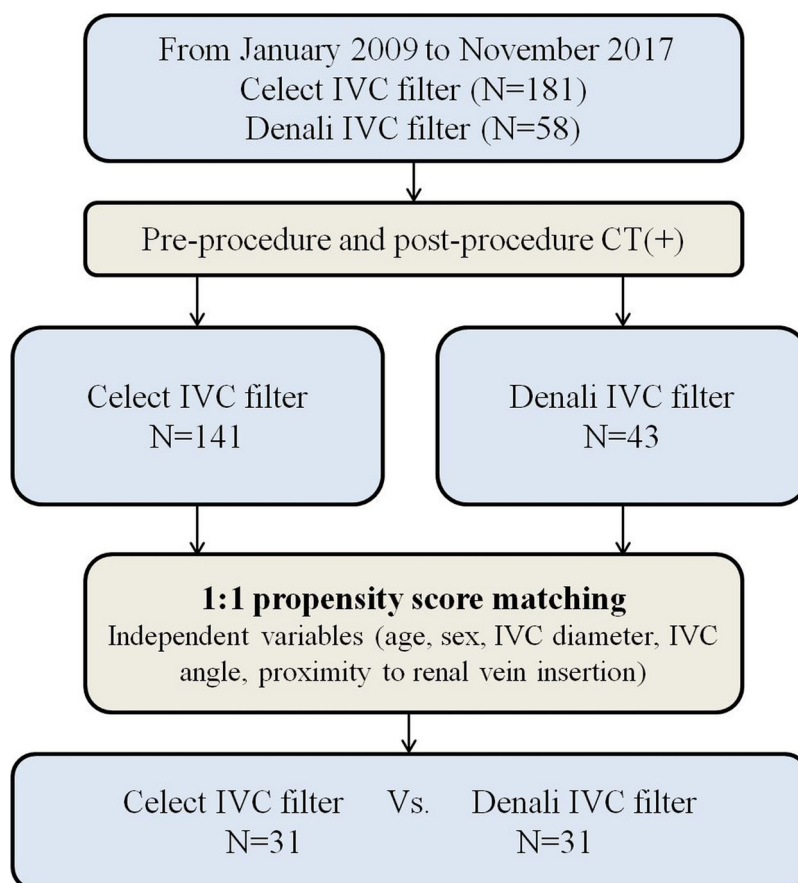 From January 2009 to November 2017
Celect IVC filter (N=181)
Denali IVC filter (N=58)
Pre-procedure and post-procedure CT(+)
Celect IVC filter
N=141
Denali IVC filter
N=43
1:1 propensity score matching
Independent variables (age, sex, IVC diameter, IVC
angle, proximity to renal vein insertion)
Celect IVC filter Vs. Denali IVC filter
N=31 N=31